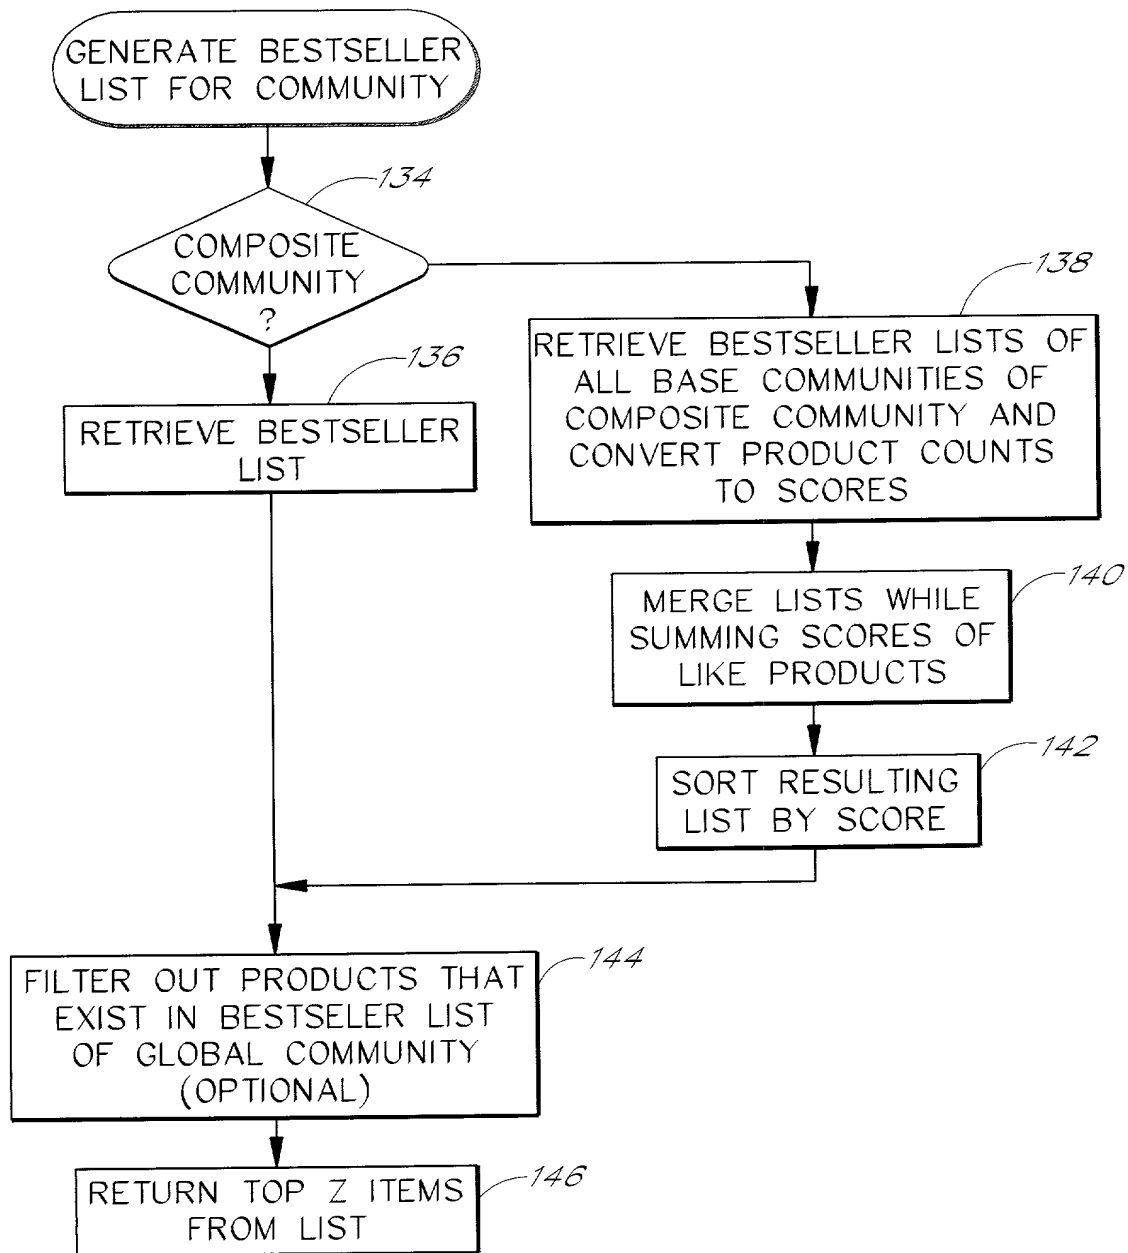 GENERATE BESTSELLER
LIST FOR COMMUNITY
134
COMPOSITE
COMMUNITY
?
136
RETRIEVE BESTSELLER
LIST
138
RETRIEVE BESTSELLER LISTS OF
ALL BASE COMMUNITIES OF
COMPOSITE COMMUNITY AND
CONVERT PRODUCT COUNTS
TO SCORES
140
MERGE LISTS WHILE
SUMMING SCORES OF
LIKE PRODUCTS
142
SORT RESULTING
LIST BY SCORE
144
FILTER OUT PRODUCTS THAT
EXIST IN BESTSELER LIST
OF GLOBAL COMMUNITY
(OPTIONAL)
146
RETURN TOP Z ITEMS
FROM LIST